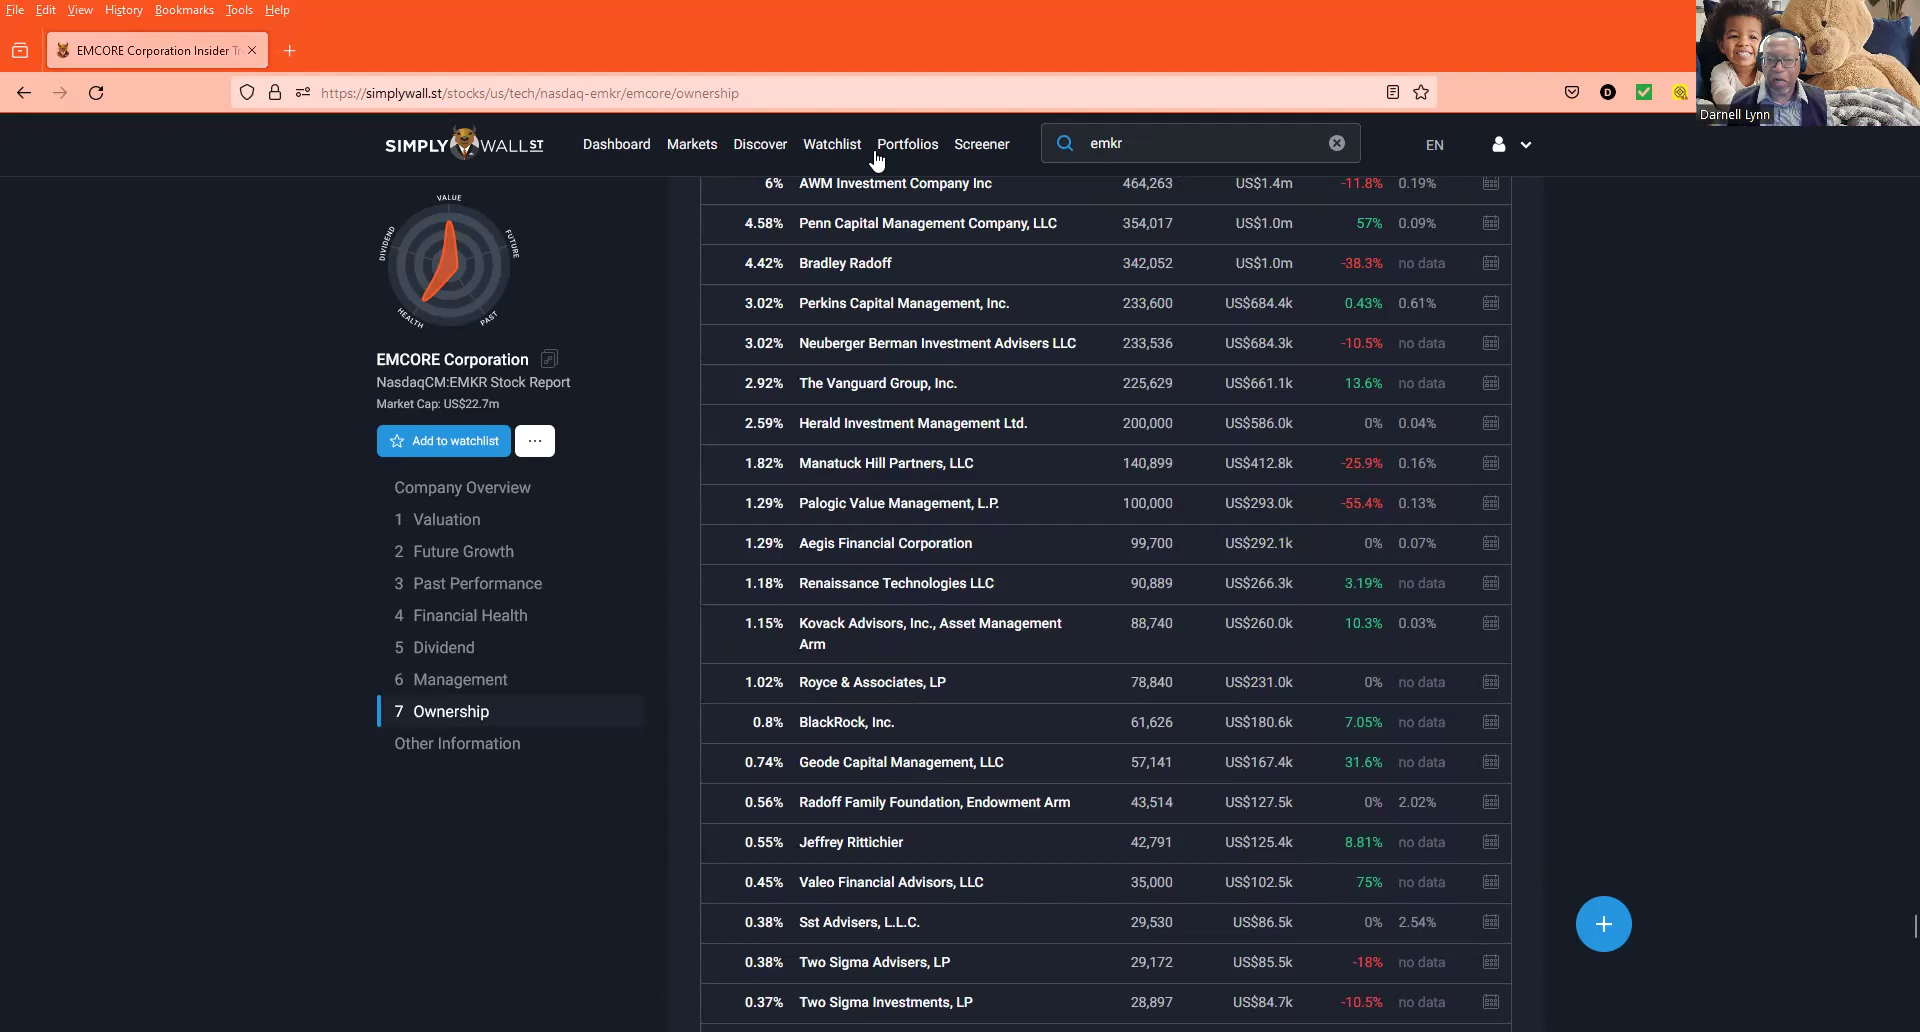 File Edit View History Bookmarks Tools Help
EMCORE Corporation Insider Tr
https://simplywall.st/stocks/us/tech/nasdaq-emkr/emcore/ownership
D
Darnell Lynn
SIMPLY WALL ST Dashboard Markets Discover Watchlist Portfolios Screener emkr EN
VALUE
FUTURE
PAST
HEALTH
DIVIDEND
EMCORE Corporation
NasdaqCM:EMKR Stock Report
Market Cap: US$22.7m
Add to watchlist ...
Company Overview
1 Valuation
2 Future Growth
3 Past Performance
4 Financial Health
5 Dividend
6 Management
7 Ownership
Other Information
6% AWM Investment Company Inc 464,263 US$1.4m -11.8% 0.19%
4.58% Penn Capital Management Company, LLC 354,017 US$1.0m 57% 0.09%
4.42% Bradley Radoff 342,052 US$1.0m -38.3% no data
3.02% Perkins Capital Management, Inc. 233,600 US$684.4k 0.43% 0.61%
3.02% Neuberger Berman Investment Advisers LLC 233,536 US$684.3k -10.5% no data
2.92% The Vanguard Group, Inc. 225,629 US$661.1k 13.6% no data
2.59% Herald Investment Management Ltd. 200,000 US$586.0k 0% 0.04%
1.82% Manatuck Hill Partners, LLC 140,899 US$412.8k -25.9% 0.16%
1.29% Palogic Value Management, L.P. 100,000 US$293.0k -55.4% 0.13%
1.29% Aegis Financial Corporation 99,700 US$292.1k 0% 0.07%
1.18% Renaissance Technologies LLC 90,889 US$266.3k 3.19% no data
1.15% Kovack Advisors, Inc., Asset Management 88,740 US$260.0k 10.3% 0.03%
Arm
1.02% Royce & Associates, LP 78,840 US$231.0k 0% no data
0.8% BlackRock, Inc. 61,626 US$180.6k 7.05% no data
0.74% Geode Capital Management, LLC 57,141 US$167.4k 31.6% no data
0.56% Radoff Family Foundation, Endowment Arm 43,514 US$127.5k 0% 2.02%
0.55% Jeffrey Rittichier 42,791 US$125.4k 8.81% no data
0.45% Valeo Financial Advisors, LLC 35,000 US$102.5k 75% no data
0.38% Sst Advisers, L.L.C. 29,530 US$86.5k 0% 2.54%
0.38% Two Sigma Advisers, LP 29,172 US$85.5k -18% no data
0.37% Two Sigma Investments, LP 28,897 US$84.7k -10.5% no data